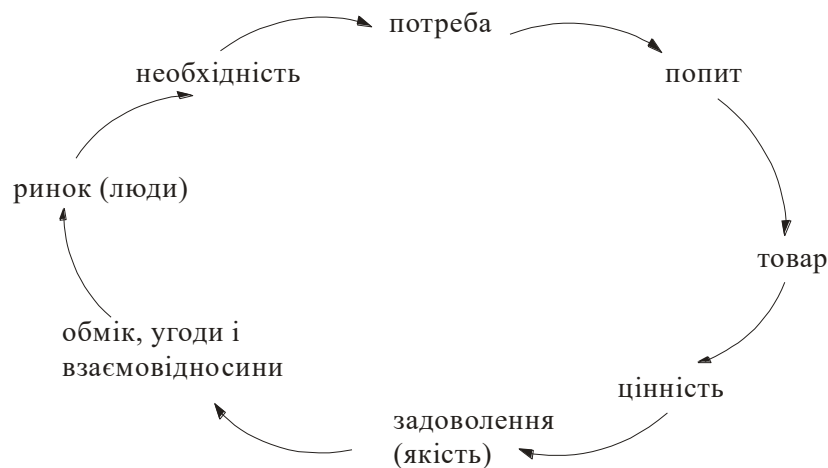 потреба
необхідність
попит
ринок (люди)
товар
обмік, угоди і
взаємовідносини
цінність
задоволення
(якість)